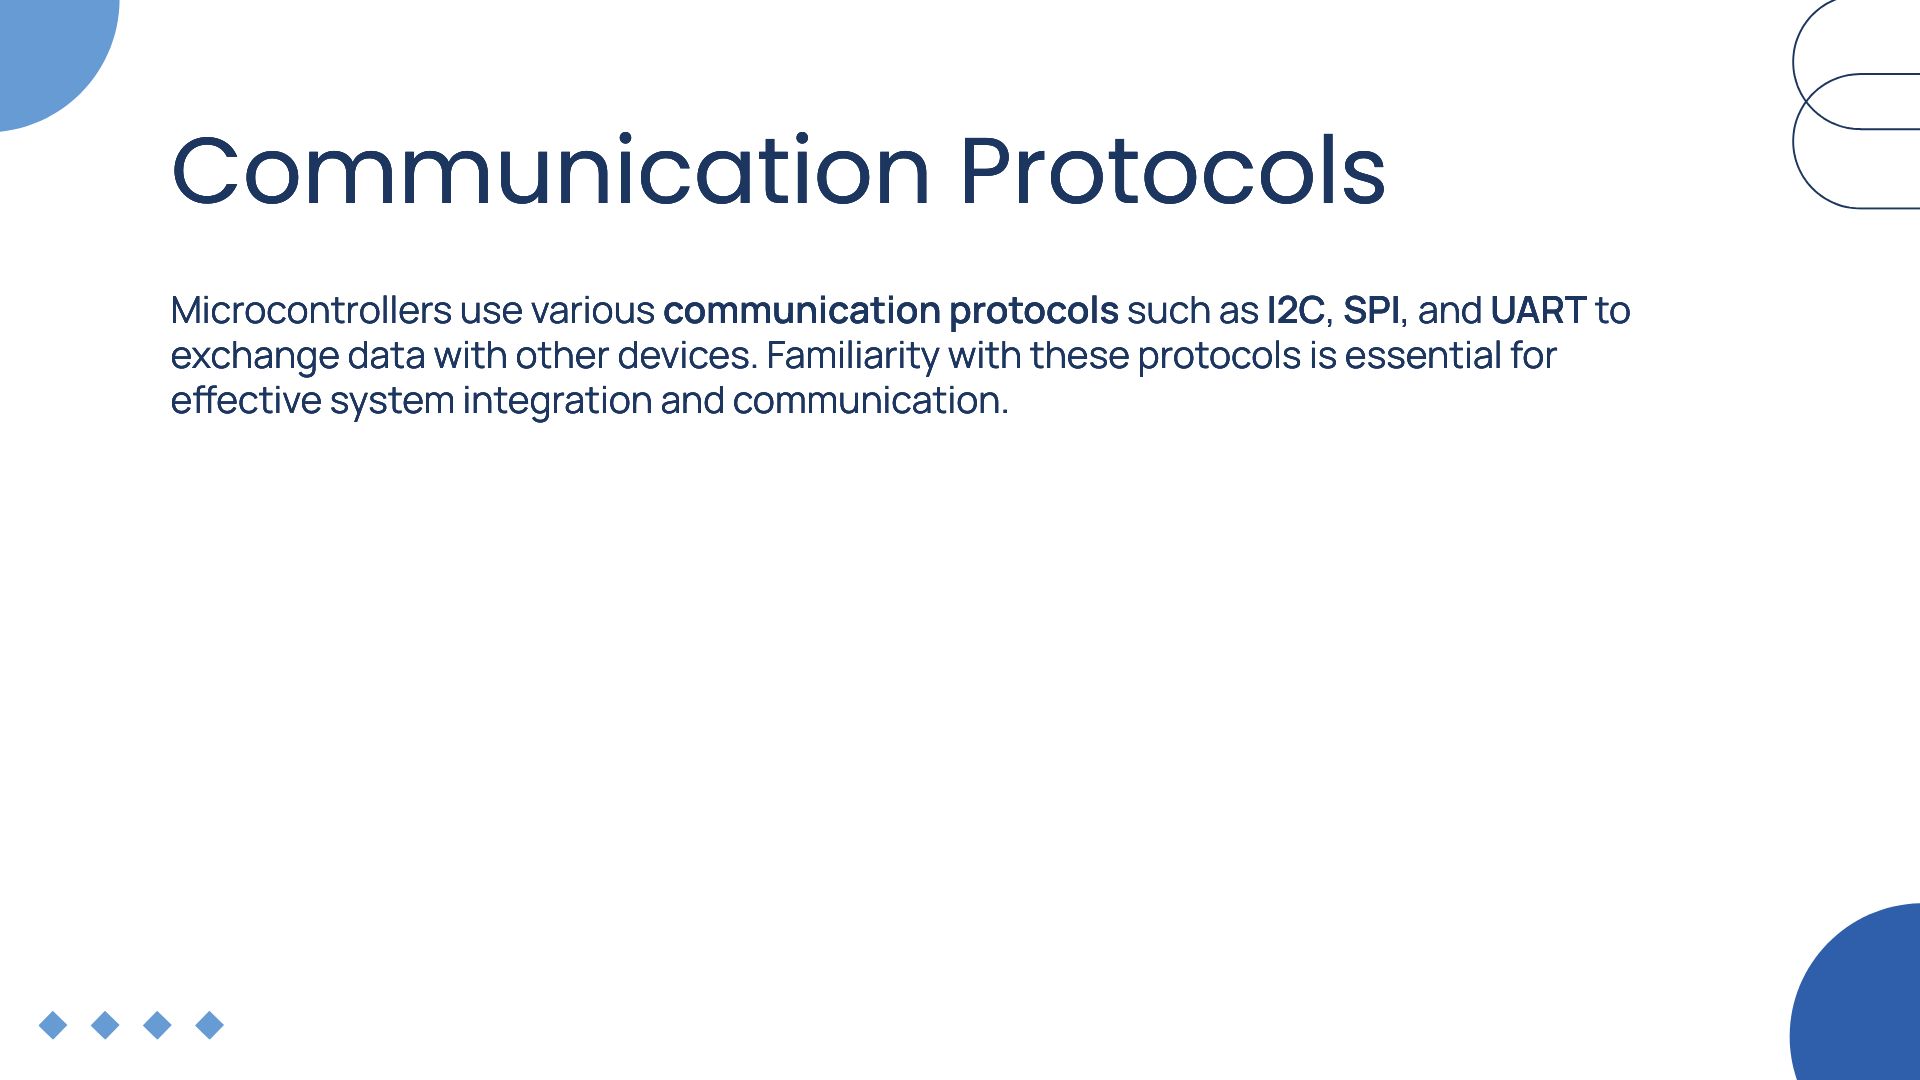 Communication Protocols
Microcontrollers use various communication protocols such as I2C, SPI, and UART to
exchange data with other devices. Familiarity with these protocols is essential for
effective system integration and communication.